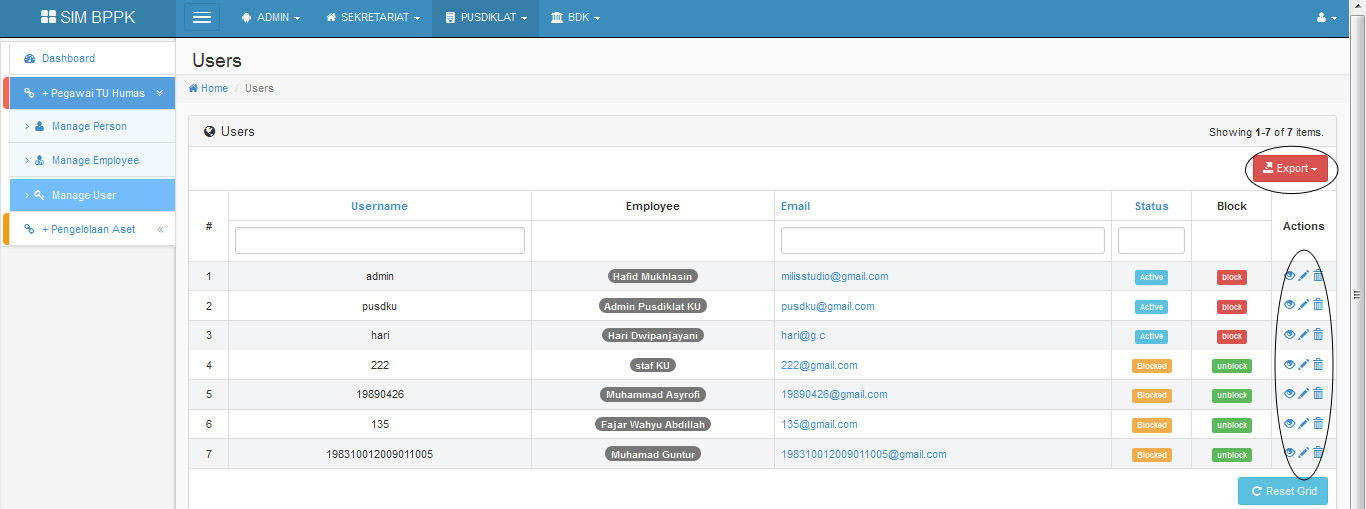 SIM BPPK
ADMIN SEKRETARIAT PUSDIKLAT BDK
Dashboard
+ Pegawai TU Humas
Manage Person
Manage Employee
Manage User
+ Pengelolaan Aset
Users
Home / Users
Users Showing 1-7 of 7 items.
Export
# Username Employee Email Status Block Actions
1 admin Hafid Mukhlasin milisstudio@gmail.com Active block
2 pusdku Admin Pusdiklat KU pusdku@gmail.com Active block
3 hari Hari Dwipanjayani hari@g.c Active block
4 222 staf KU 222@gmail.com Blocked unblock
5 19890426 Muhammad Asyrofi 19890426@gmail.com Blocked unblock
6 135 Fajar Wahyu Abdillah 135@gmail.com Blocked unblock
7 198310012009011005 Muhamad Guntur 198310012009011005@gmail.com Blocked unblock
Reset Grid